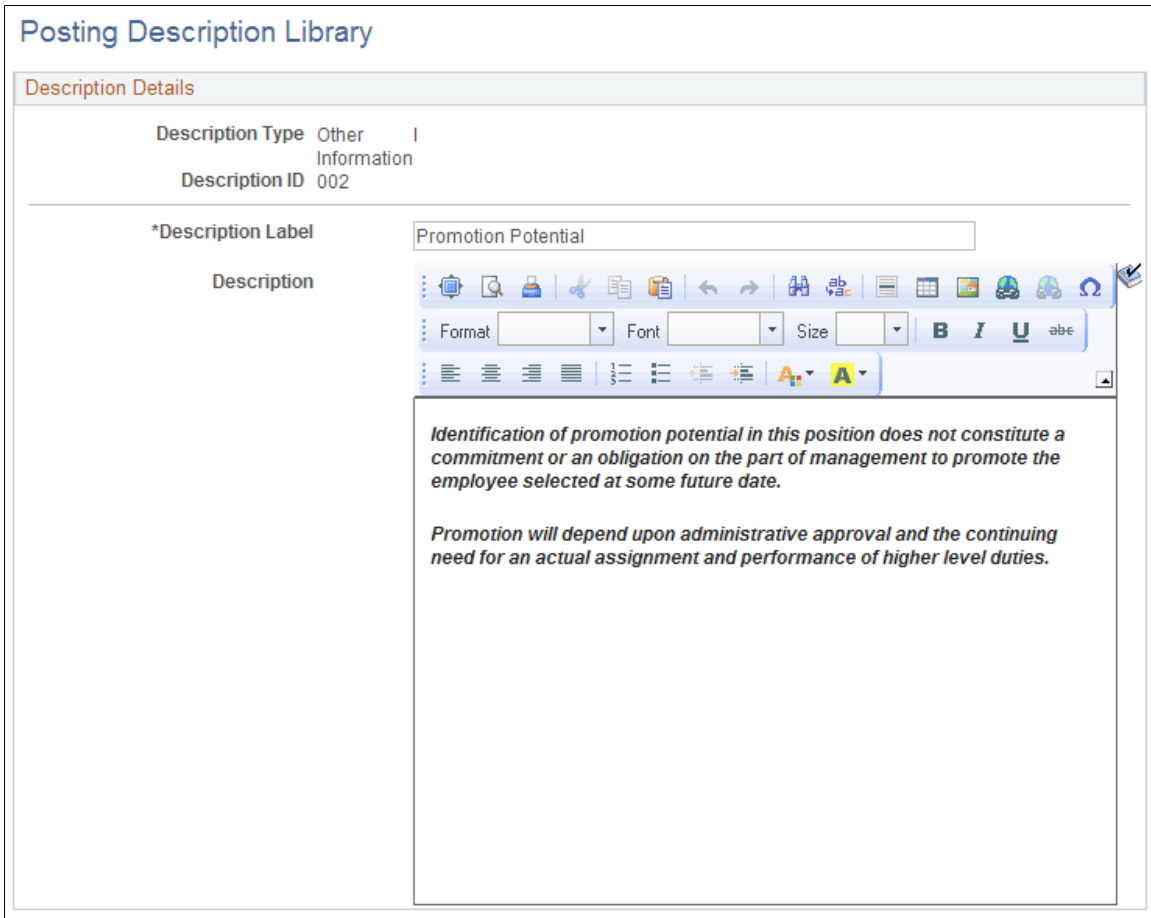 Posting Description Library
Description Details
Description Type Other I
Information
Description ID 002
*Description Label Promotion Potential
Description
Format Font Size B I U abc
A A
Identification of promotion potential in this position does not constitute a
commitment or an obligation on the part of management to promote the
employee selected at some future date.
Promotion will depend upon administrative approval and the continuing
need for an actual assignment and performance of higher level duties.